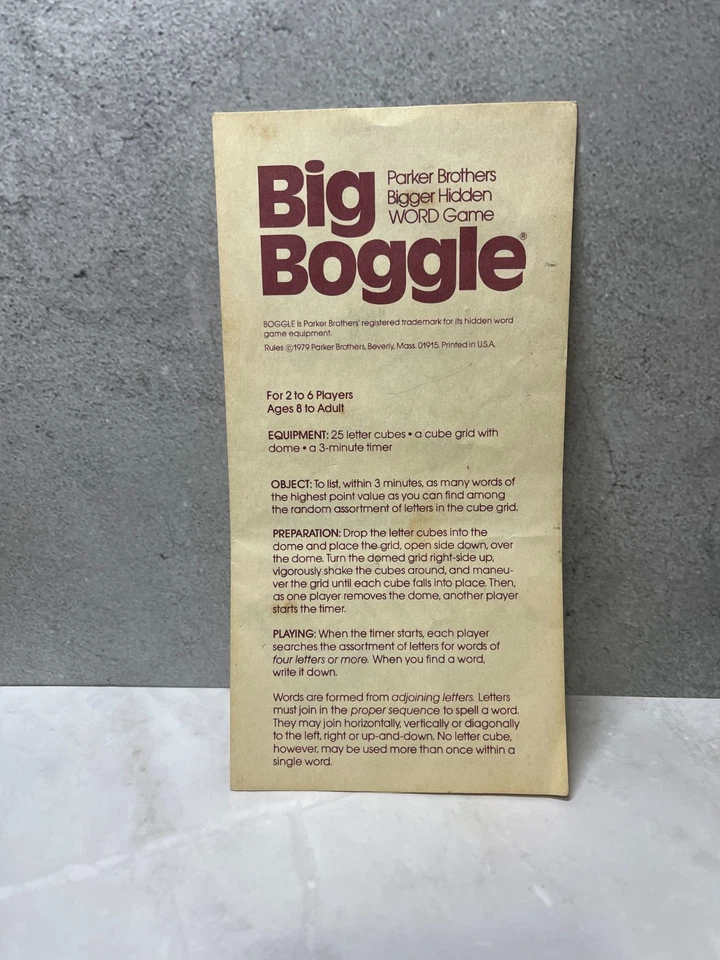 Big
Parker Brothers
Bigger Hidden
WORD Game
Boggle®
BOGGLE is Parker Brothers' registered trademark for its hidden word
game equipment.
Rules ©1979 Parker Brothers, Beverly, Mass. 01915. Printed in U.S.A.
For 2 to 6 Players
Ages 8 to Adult
EQUIPMENT: 25 letter cubes • a cube grid with
dome • a 3-minute timer
OBJECT: To list, within 3 minutes, as many words of
the highest point value as you can find among
the random assortment of letters in the cube grid.
PREPARATION: Drop the letter cubes into the
dome and place the grid, open side down, over
the dome. Turn the domed grid right-side up,
vigorously shake the cubes around, and maneu-
ver the grid until each cube falls into place. Then,
as one player removes the dome, another player
starts the timer.
PLAYING: When the timer starts, each player
searches the assortment of letters for words of
four letters or more. When you find a word,
write it down.
Words are formed from adjoining letters. Letters
must join in the proper sequence to spell a word.
They may join horizontally, vertically or diagonally
to the left, right or up-and-down. No letter cube,
however, may be used more than once within a
single word.